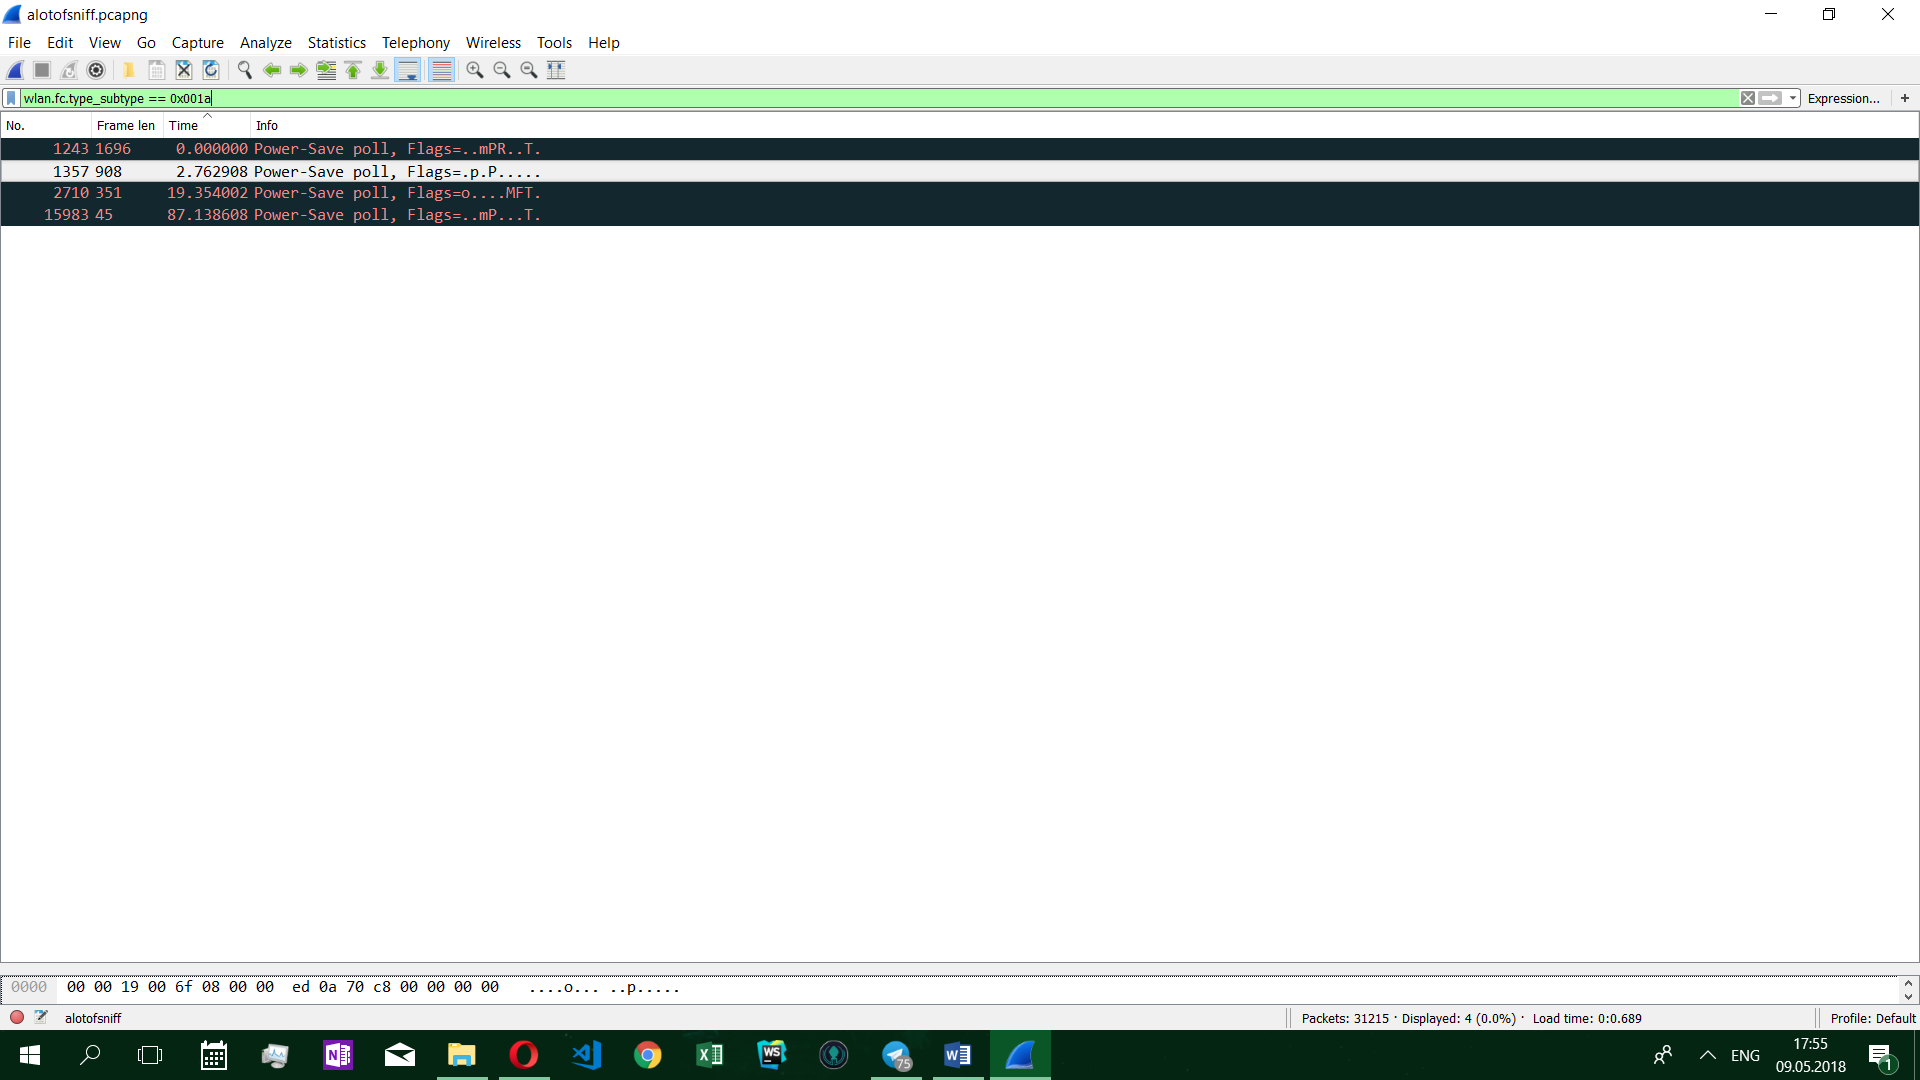 alotofsniff.pcapng
File Edit View Go Capture Analyze Statistics Telephony Wireless Tools Help
wlan.fc.type_subtype == 0x001a Expression... +
No. Frame len Time Info
1243 1696 0.000000 Power-Save poll, Flags=..mPR..T.
1357 908 2.762908 Power-Save poll, Flags=.p.P.....
2710 351 19.354002 Power-Save poll, Flags=o....MFT.
15983 45 87.138608 Power-Save poll, Flags=..mP...T.
0000 00 00 19 00 6f 08 00 00 ed 0a 70 c8 00 00 00 00 ....o... ..p.....
alotofsniff Packets: 31215 · Displayed: 4 (0.0%) · Load time: 0:0.689 Profile: Default
N WS 75 W ENG 17:55
09.05.2018 1